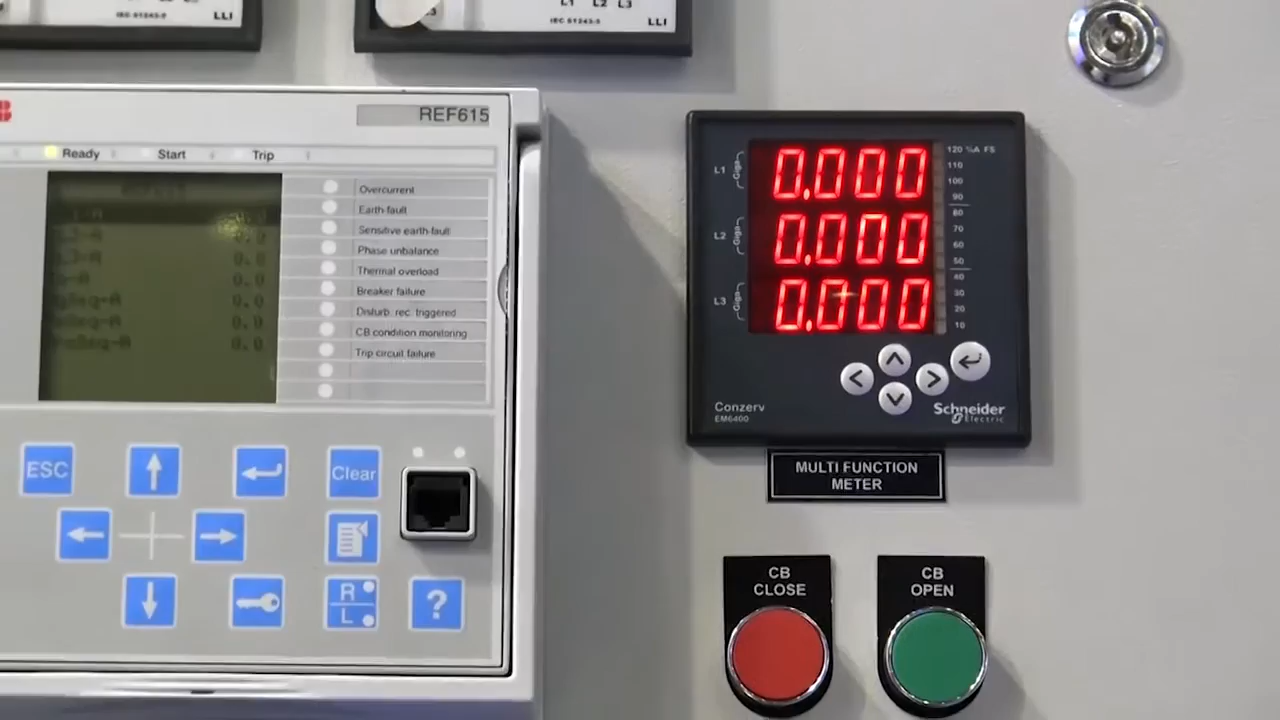 IEC 61243-5
LLI
L1 L2 L3
IEC 61243-5
LLI
REF615
Ready
Start
Trip
Overcurrent
Earth-fault
Sensitive earth-fault
Phase unbalance
Thermal overload
Breaker failure
Disturb. rec. triggered
CB condition monitoring
Trip circuit failure
ESC
Clear
R
L
?
L1 Giga 0.000
L2 Giga 0.000
L3 Giga 0.000
120 %A FS
110
100
90
80
70
60
50
40
30
20
10
Conzerv
EM6400
Schneider
Electric
MULTI FUNCTION
METER
CB
CLOSE
CB
OPEN